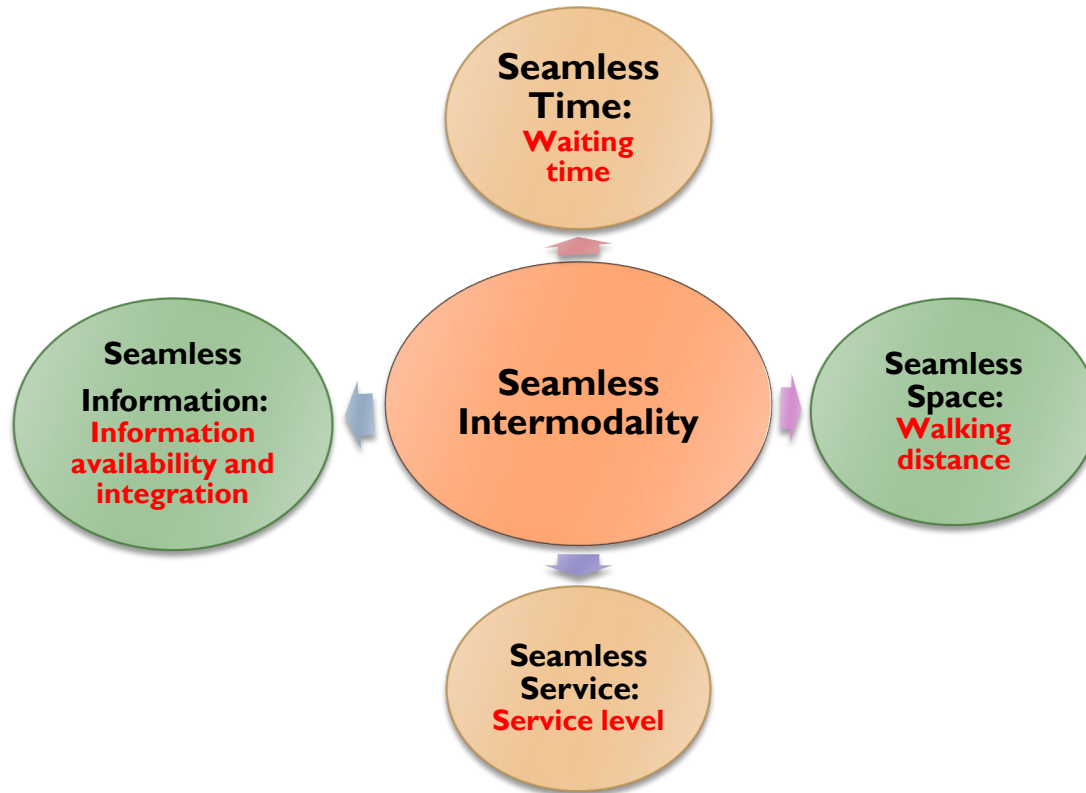 Seamless
Time:
Waiting
time
Seamless
Information:
Information
availability and
integration
Seamless
Intermodality
Seamless
Space:
Walking
distance
Seamless
Service:
Service level